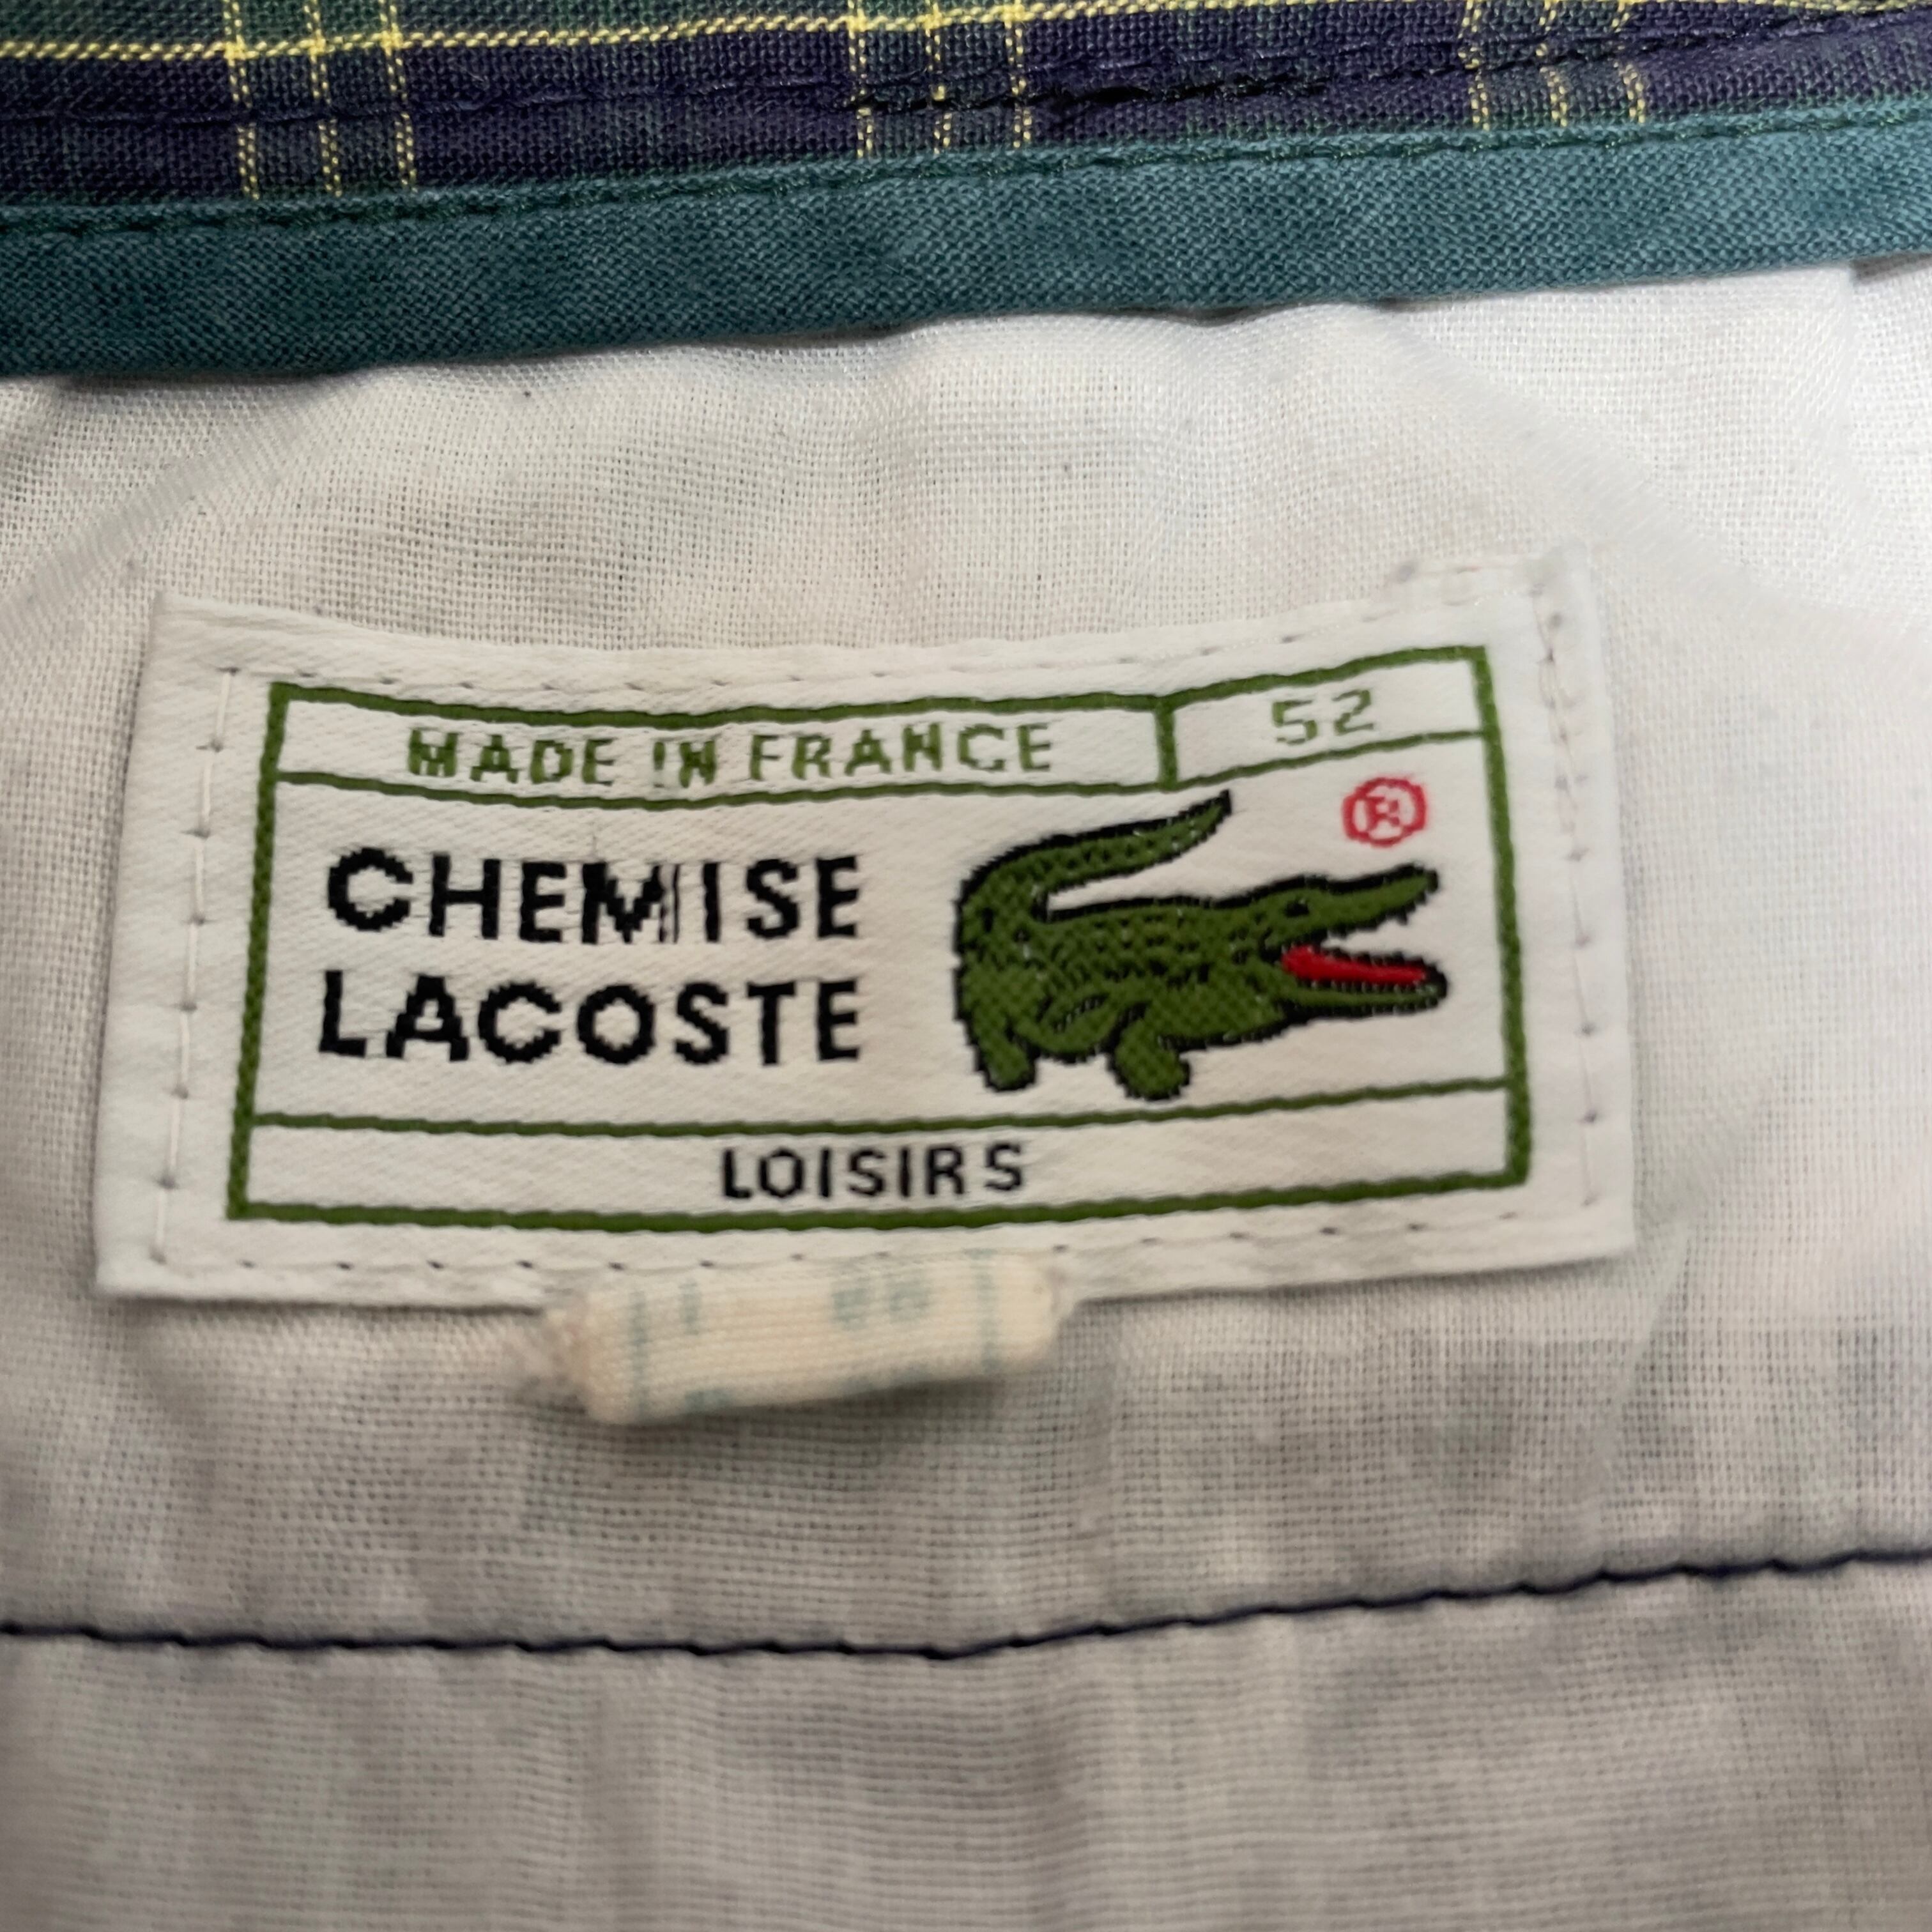 MADE IN FRANCE 52
®
CHEMISE
LACOSTE
LOISIRS